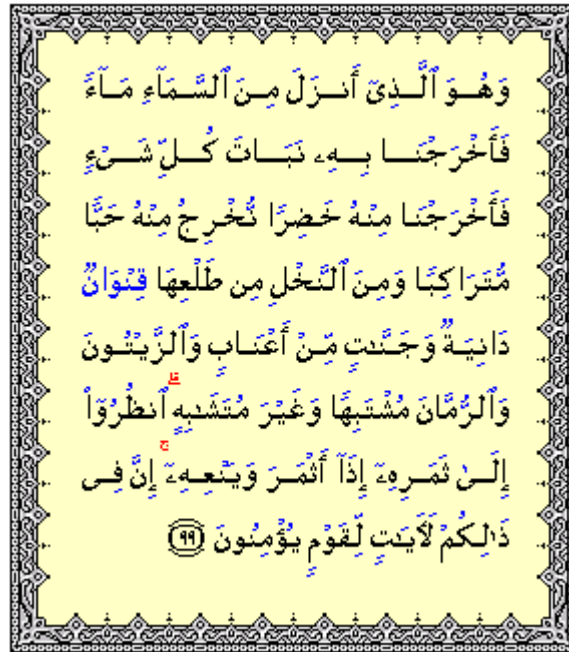 وَهُوَ ٱلَّذِىٓ أَنزَلَ مِنَ ٱلسَّمَآءِ مَآءً
فَأَخْرَجْنَا بِهِۦ نَبَاتَ كُلِّ شَىْءٍ
فَأَخْرَجْنَا مِنْهُ خَضِرًا نُّخْرِجُ مِنْهُ حَبًّا
مُّتَرَاكِبًا وَمِنَ ٱلنَّخْلِ مِن طَلْعِهَا قِنْوَانٌ
دَانِيَةٌ وَجَنَّـٰتٍ مِّنْ أَعْنَابٍ وَٱلزَّيْتُونَ
وَٱلرُّمَّانَ مُشْتَبِهًا وَغَيْرَ مُتَشَـٰبِهٍ ۗ ٱنظُرُوٓا۟
إِلَىٰ ثَمَرِهِۦٓ إِذَآ أَثْمَرَ وَيَنْعِهِۦٓ ۚ إِنَّ فِى
ذَٰلِكُمْ لَـَٔايَـٰتٍ لِّقَوْمٍ يُؤْمِنُونَ ٩٩